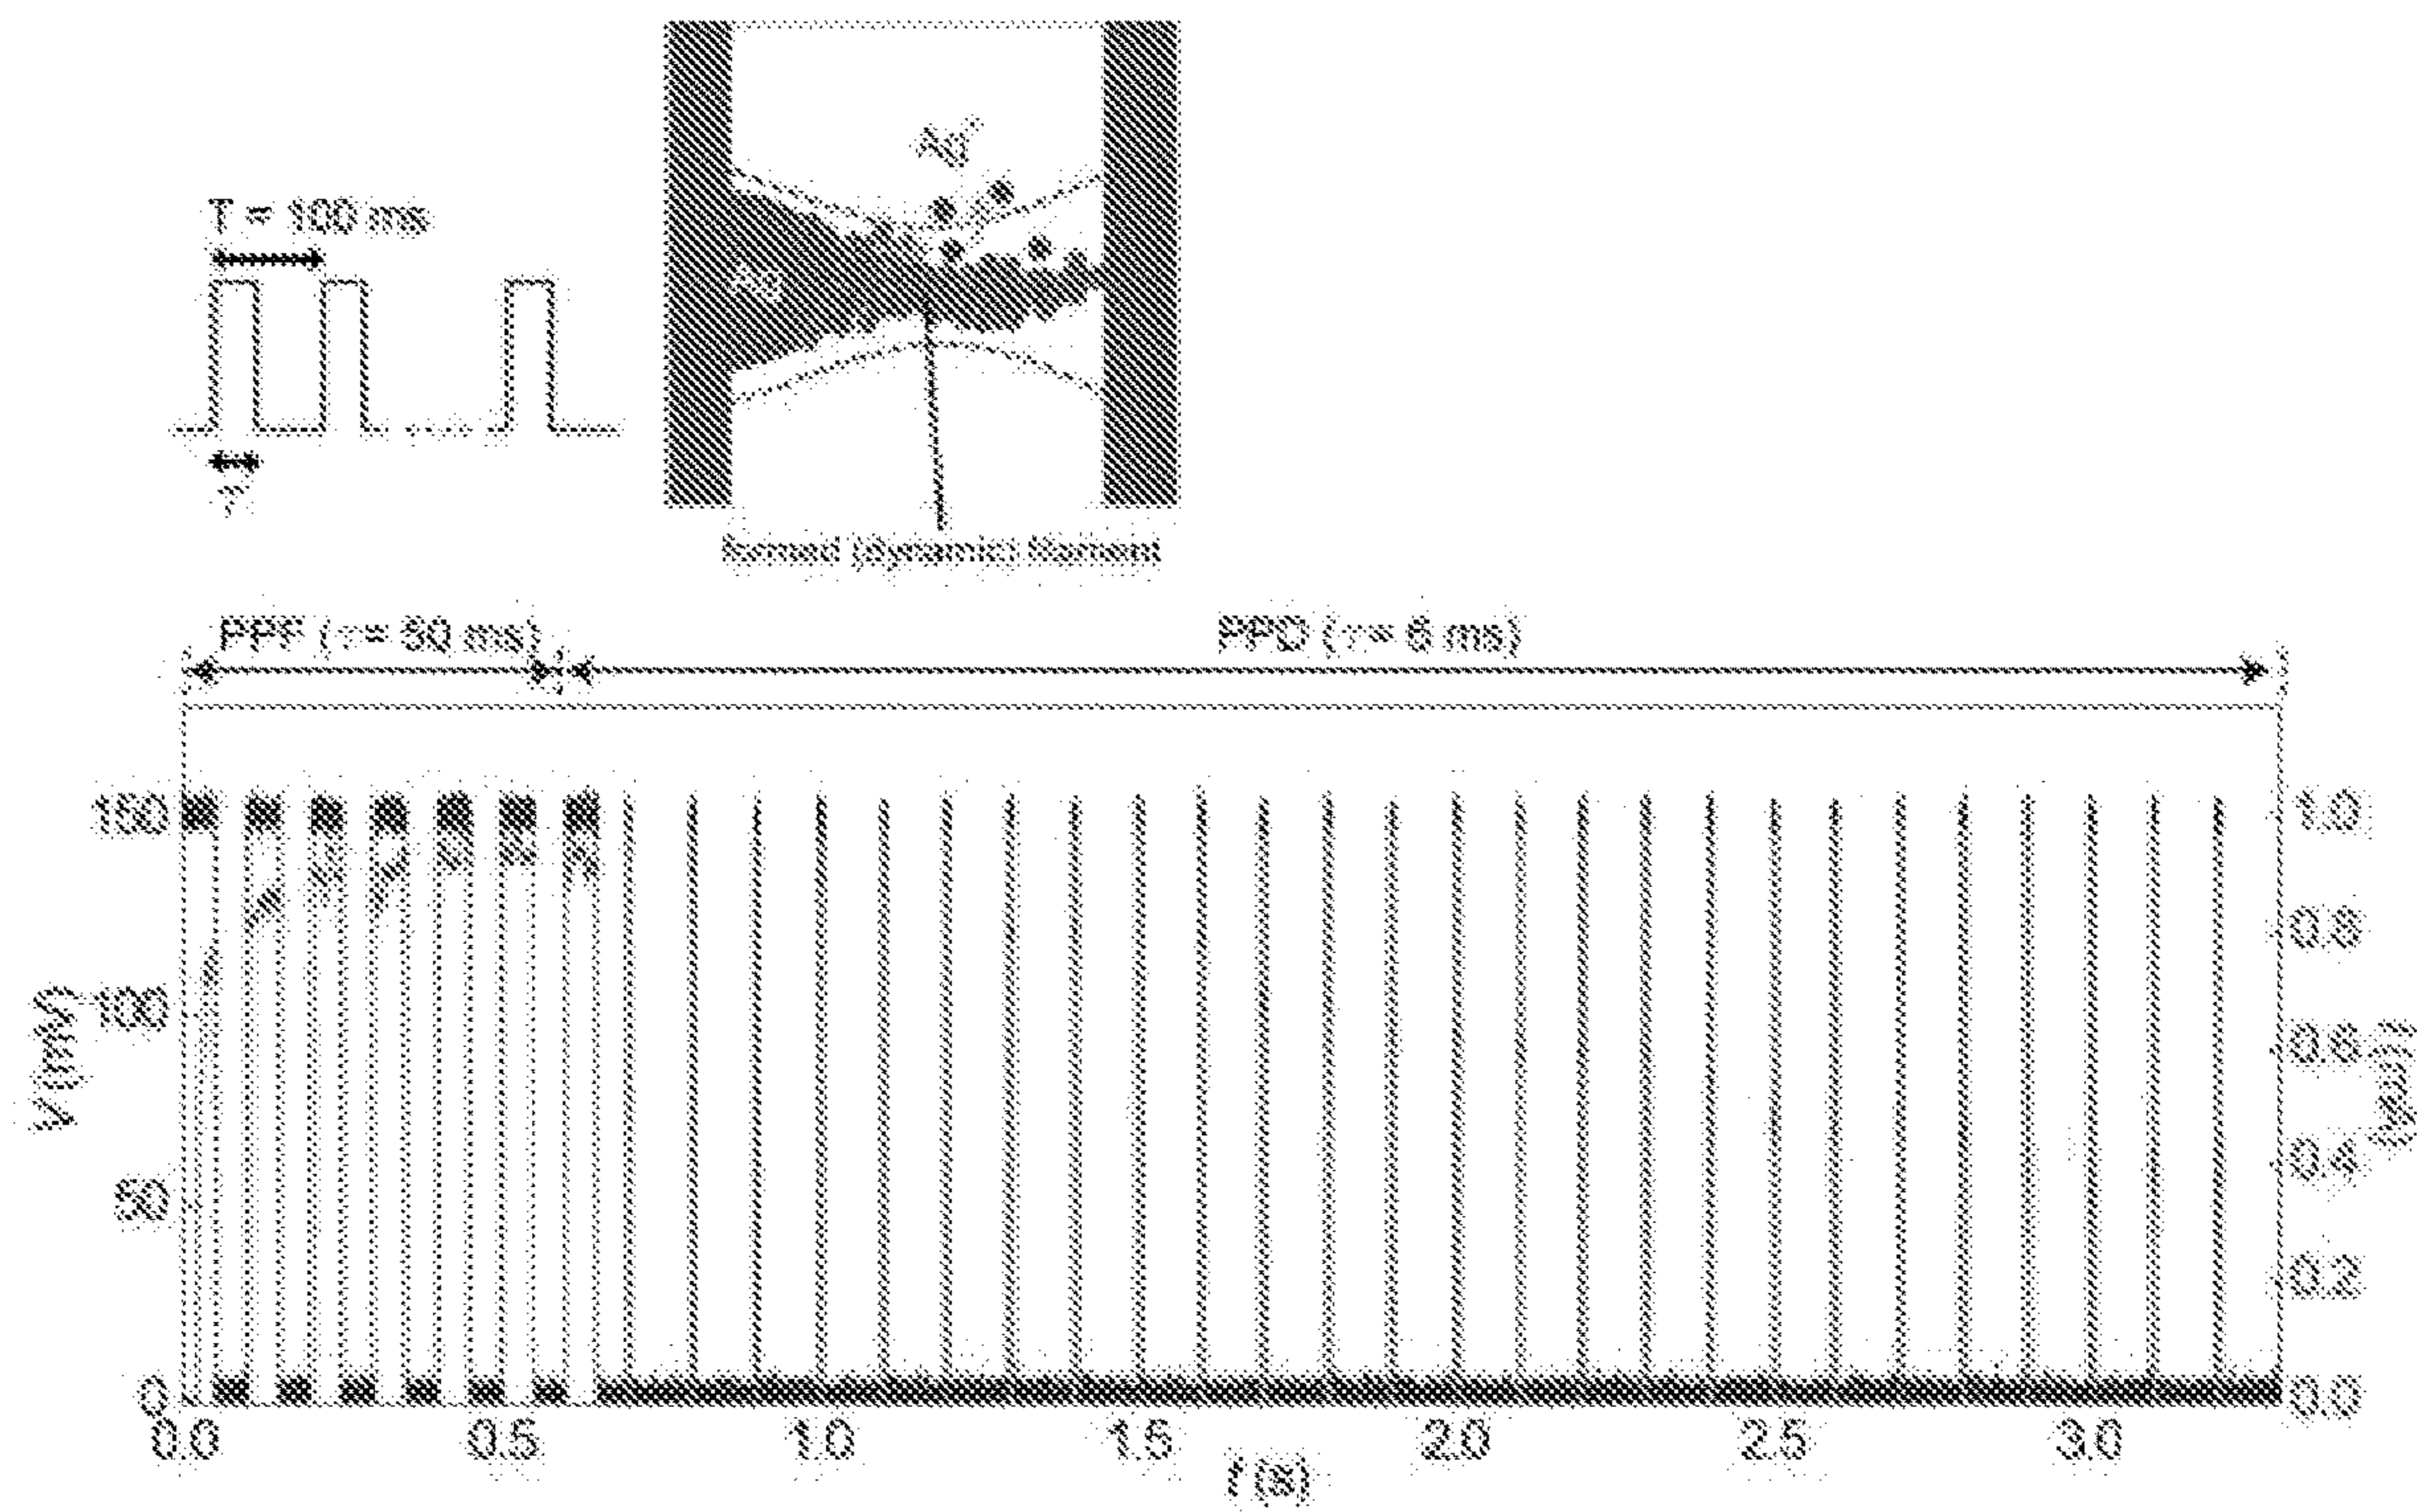 T = 100 ms
Ag⁺
Ag
τ
formed (dynamic) filament
PPF (τ = 50 ms)
PPD (τ = 6 ms)
150
100
50
0
V (mV)
1.0
0.8
0.6
0.4
0.2
0.0
0.0
0.5
1.0
1.5
2.0
2.5
3.0
t (s)